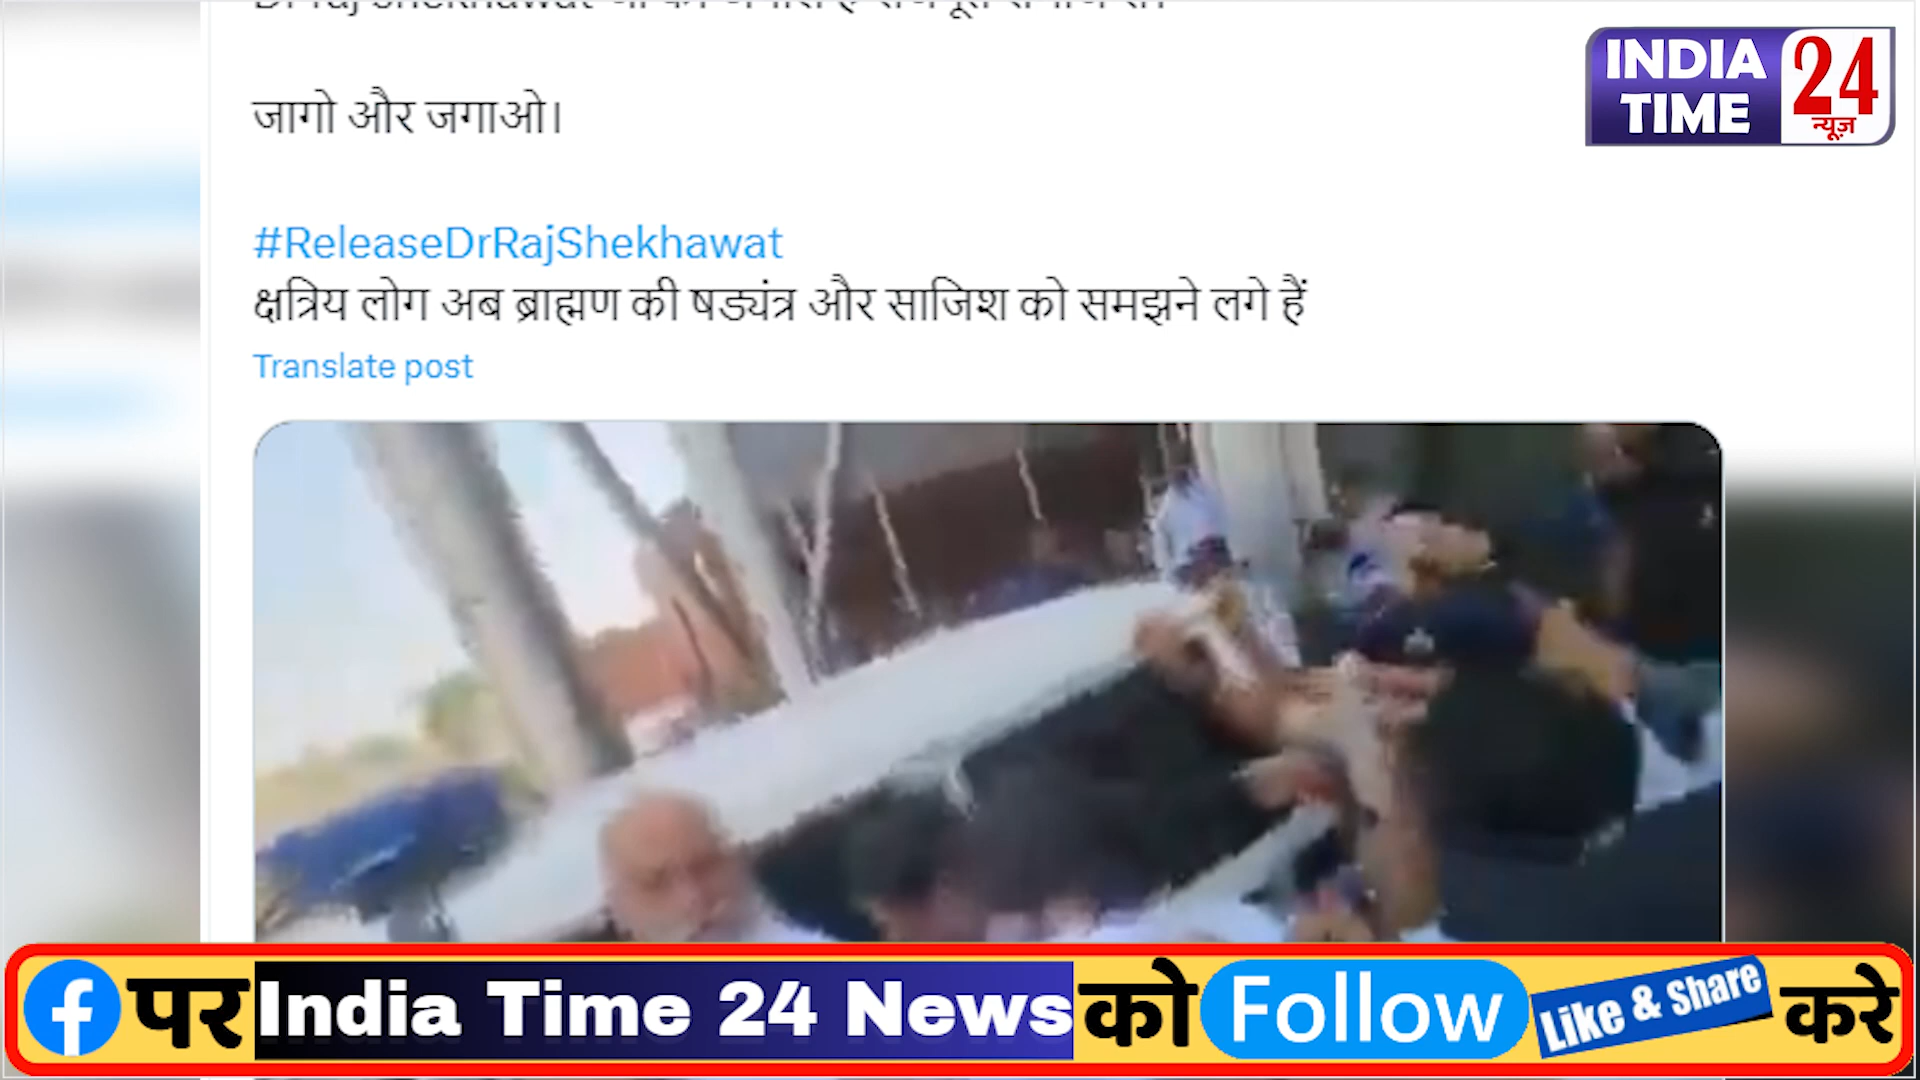 INDIA
TIME
24
न्यूज़
जागो और जगाओ।
#ReleaseDrRajShekhawat
क्षत्रिय लोग अब ब्राह्मण की षड्यंत्र और साजिश को समझने लगे हैं
Translate post
f पर India Time 24 News को Follow Like & Share करे